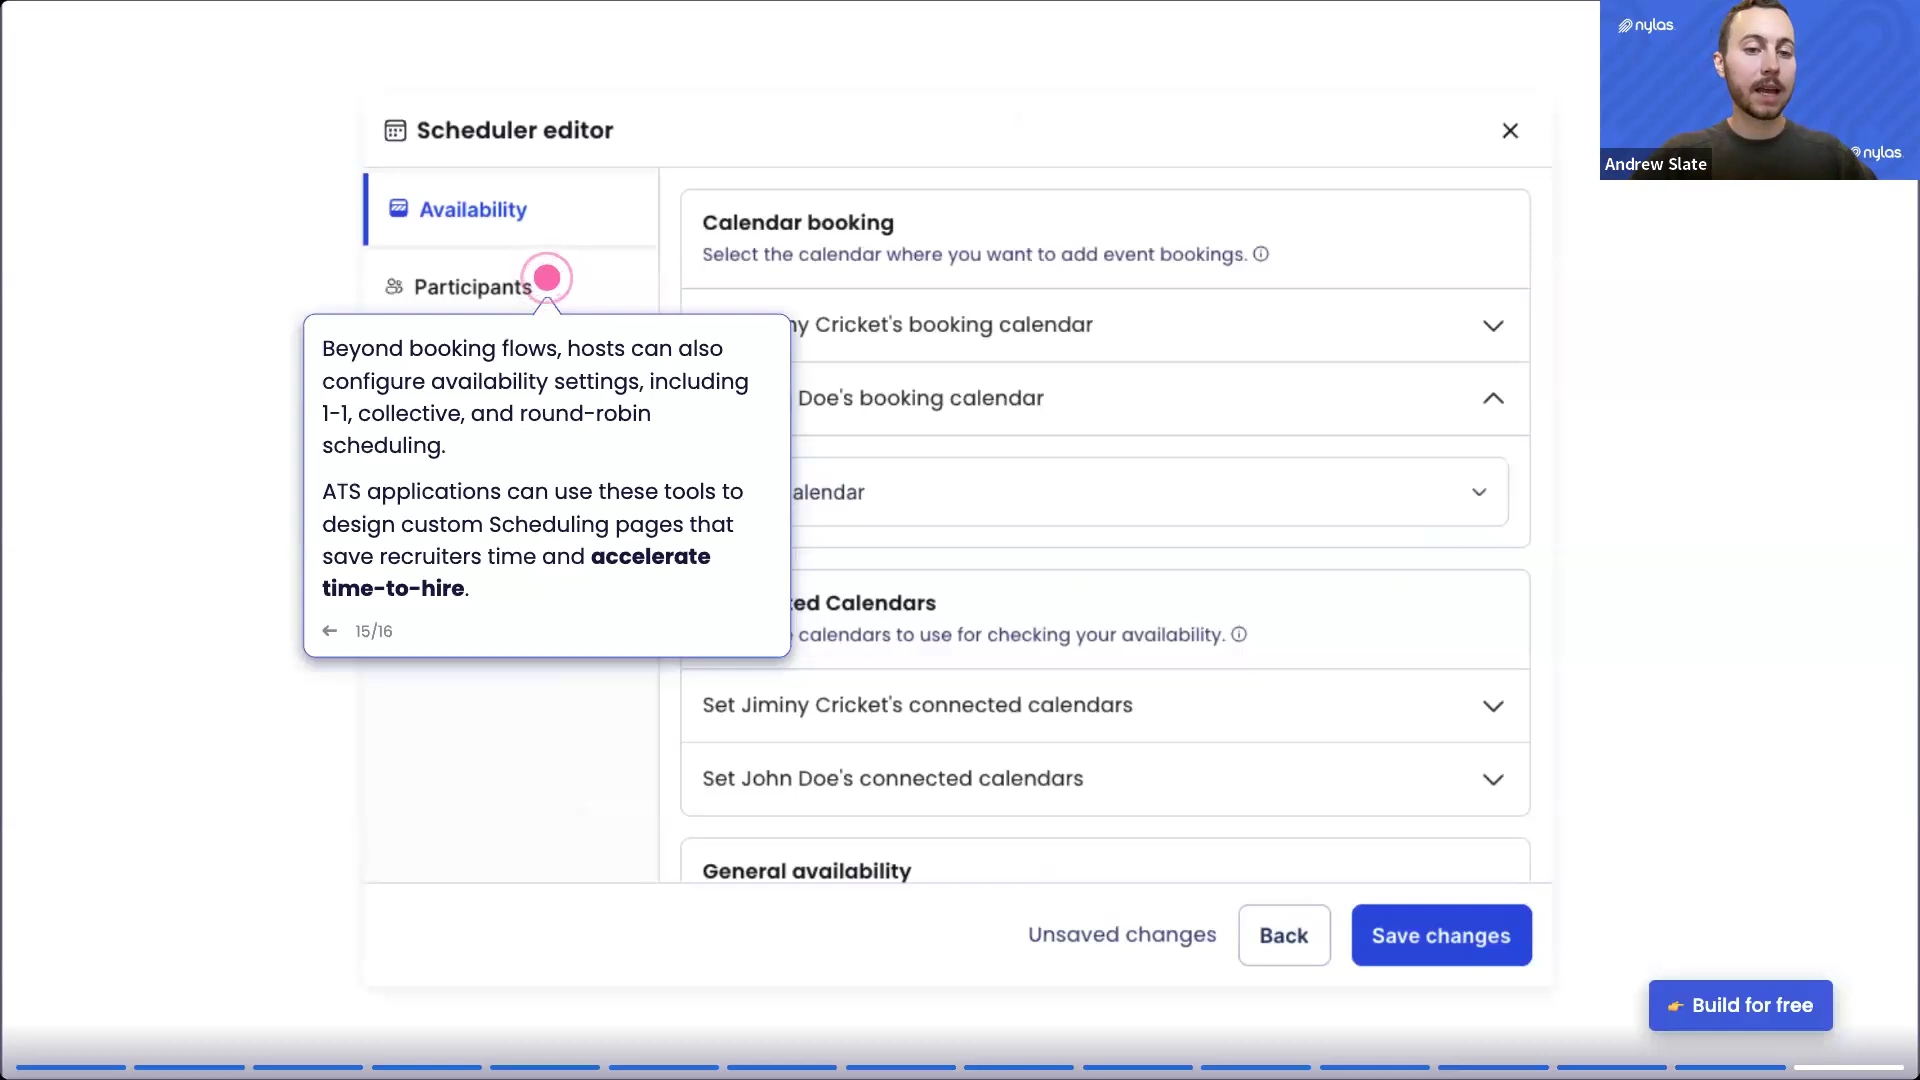 nylas
nylas
Andrew Slate
Scheduler editor
Availability
Participants
Calendar booking
Select the calendar where you want to add event bookings.
Cricket's booking calendar
Doe's booking calendar
Beyond booking flows, hosts can also
configure availability settings, including
1-1, collective, and round-robin
scheduling.
ATS applications can use these tools to
design custom Scheduling pages that
save recruiters time and accelerate
time-to-hire.
15/16
Calendars
calendars to use for checking your availability.
Set Jiminy Cricket's connected calendars
Set John Doe's connected calendars
General availability
Unsaved changes
Back
Save changes
Build for free